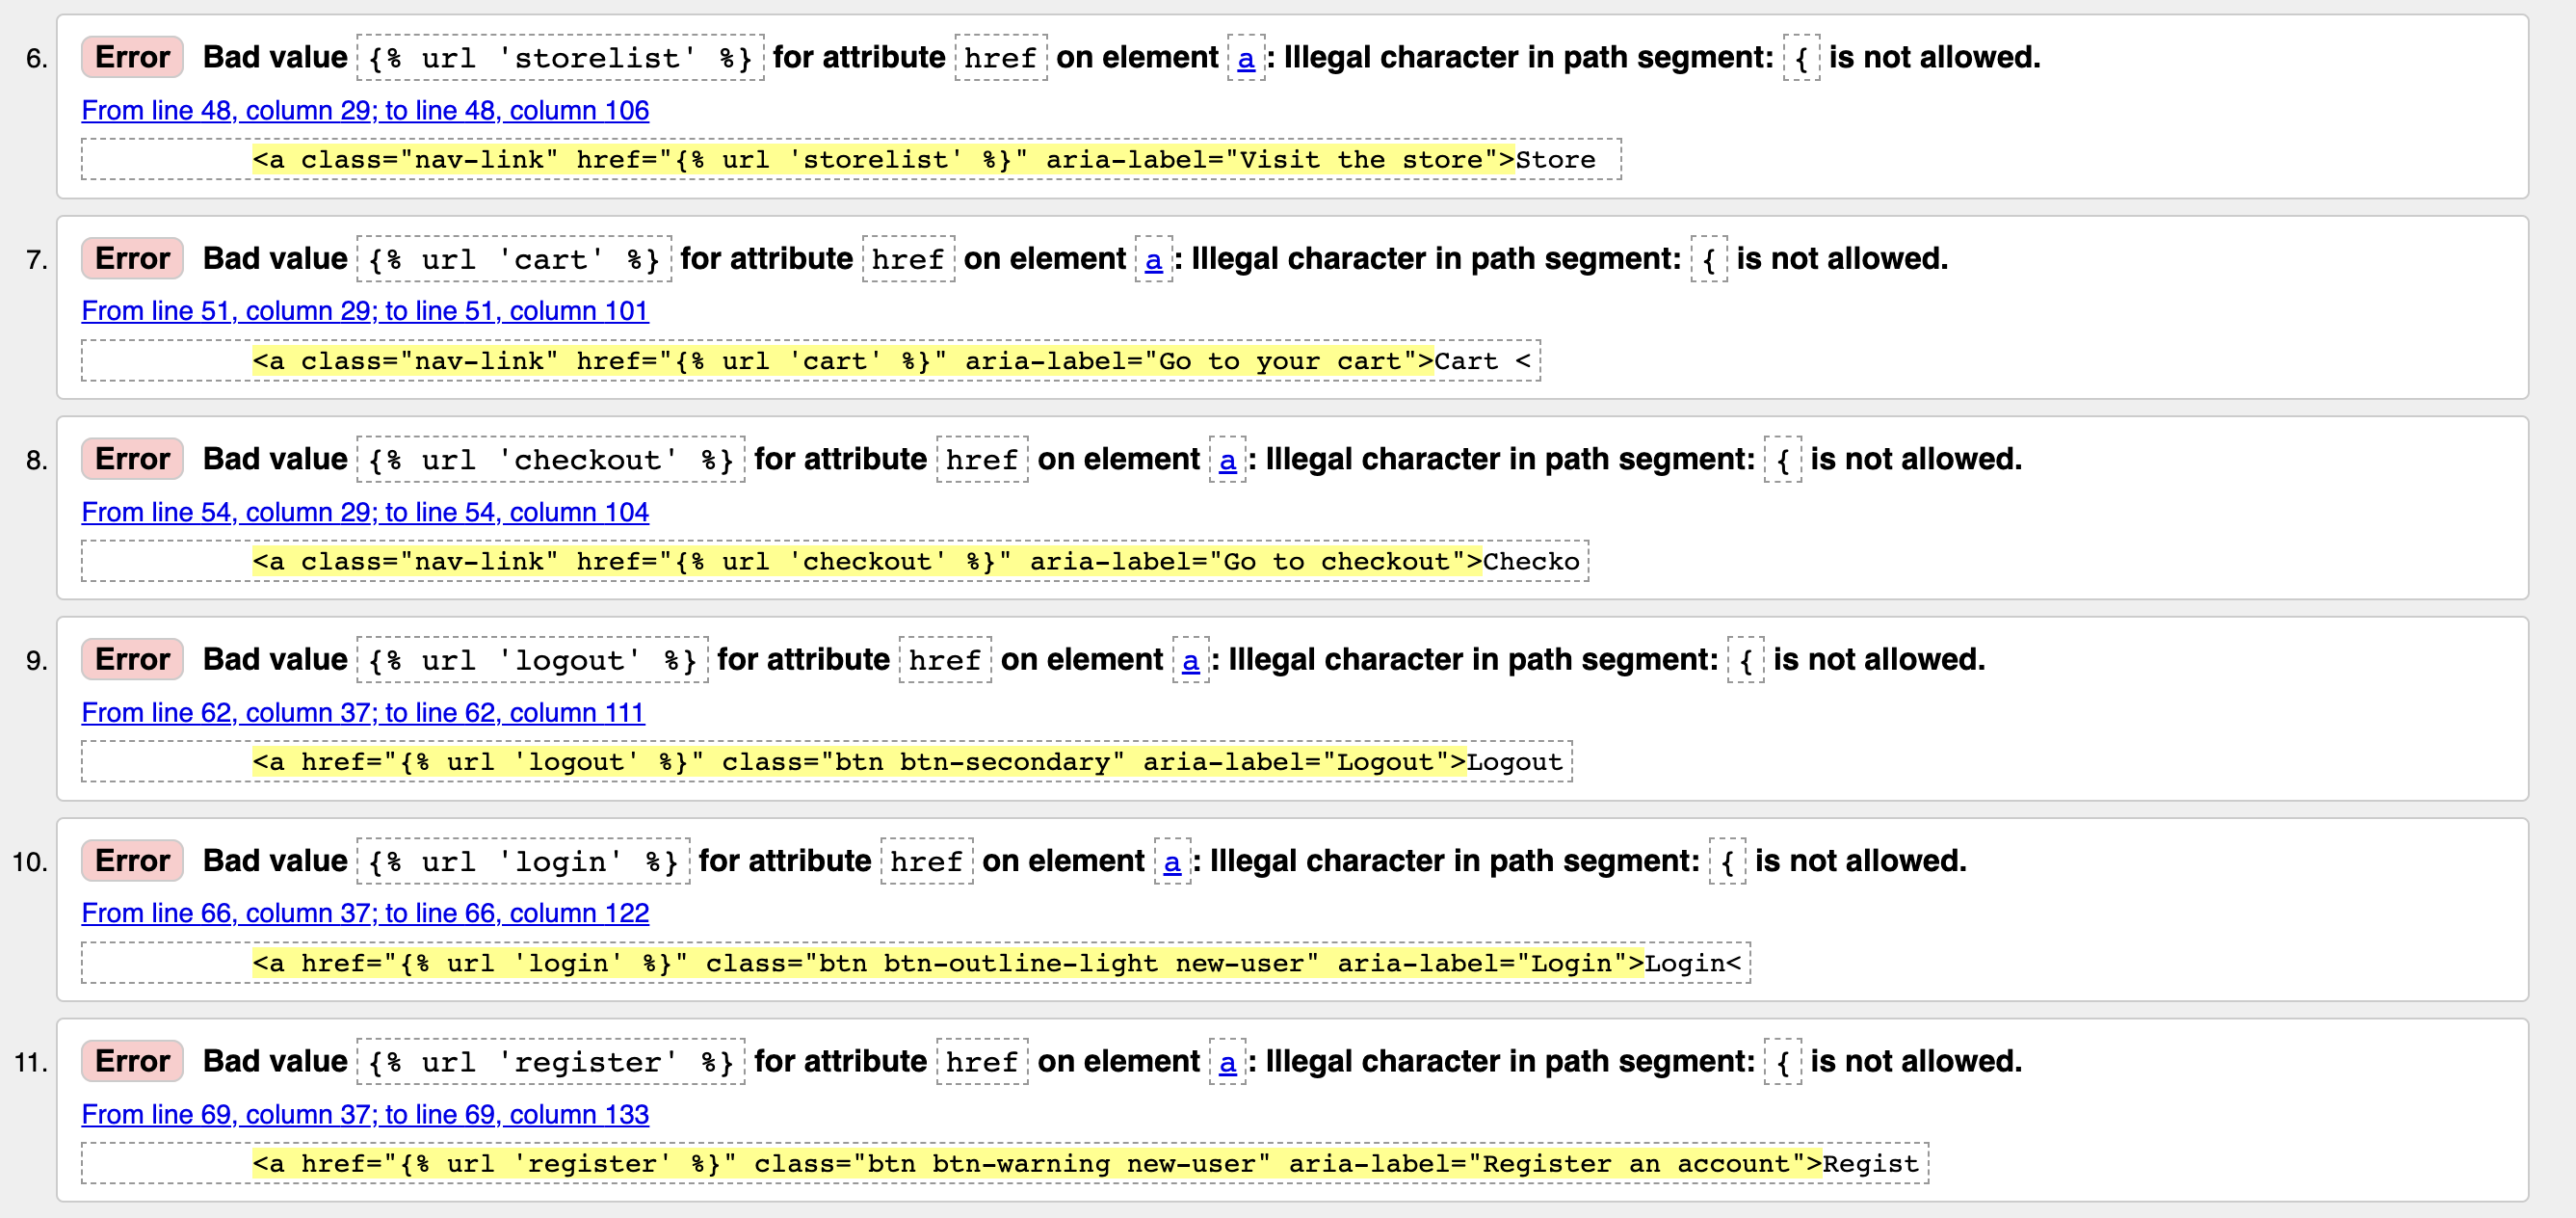 6. Error Bad value {% url 'storelist' %} for attribute href on element a: Illegal character in path segment: { is not allowed.
From line 48, column 29; to line 48, column 106
<a class="nav-link" href="{% url 'storelist' %}" aria-label="Visit the store">Store
7. Error Bad value {% url 'cart' %} for attribute href on element a: Illegal character in path segment: { is not allowed.
From line 51, column 29; to line 51, column 101
<a class="nav-link" href="{% url 'cart' %}" aria-label="Go to your cart">Cart <
8. Error Bad value {% url 'checkout' %} for attribute href on element a: Illegal character in path segment: { is not allowed.
From line 54, column 29; to line 54, column 104
<a class="nav-link" href="{% url 'checkout' %}" aria-label="Go to checkout">Checko
9. Error Bad value {% url 'logout' %} for attribute href on element a: Illegal character in path segment: { is not allowed.
From line 62, column 37; to line 62, column 111
<a href="{% url 'logout' %}" class="btn btn-secondary" aria-label="Logout">Logout
10. Error Bad value {% url 'login' %} for attribute href on element a: Illegal character in path segment: { is not allowed.
From line 66, column 37; to line 66, column 122
<a href="{% url 'login' %}" class="btn btn-outline-light new-user" aria-label="Login">Login<
11. Error Bad value {% url 'register' %} for attribute href on element a: Illegal character in path segment: { is not allowed.
From line 69, column 37; to line 69, column 133
<a href="{% url 'register' %}" class="btn btn-warning new-user" aria-label="Register an account">Regist